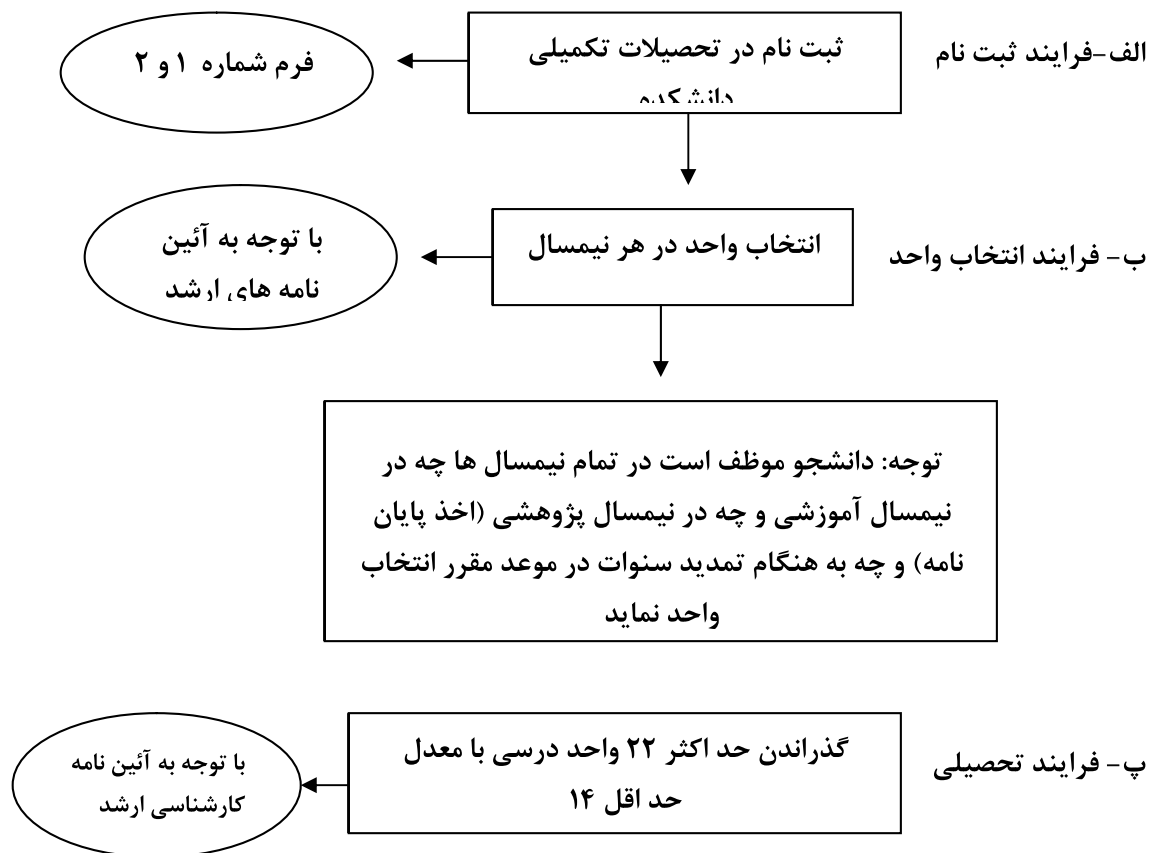 الف-فرایند ثبت نام
ثبت نام در تحصیلات تکمیلی
دانشکده
فرم شماره ۱ و ۲
ب- فرایند انتخاب واحد
انتخاب واحد در هر نیمسال
با توجه به آئین
نامه های ارشد
توجه: دانشجو موظف است در تمام نیمسال ها چه در
نیمسال آموزشی و چه در نیمسال پژوهشی (اخذ پایان
نامه) و چه به هنگام تمدید سنوات در موعد مقرر انتخاب
واحد نماید
پ- فرایند تحصیلی
گذراندن حد اکثر ۲۲ واحد درسی با معدل
حد اقل ۱۴
با توجه به آئین نامه
کارشناسی ارشد